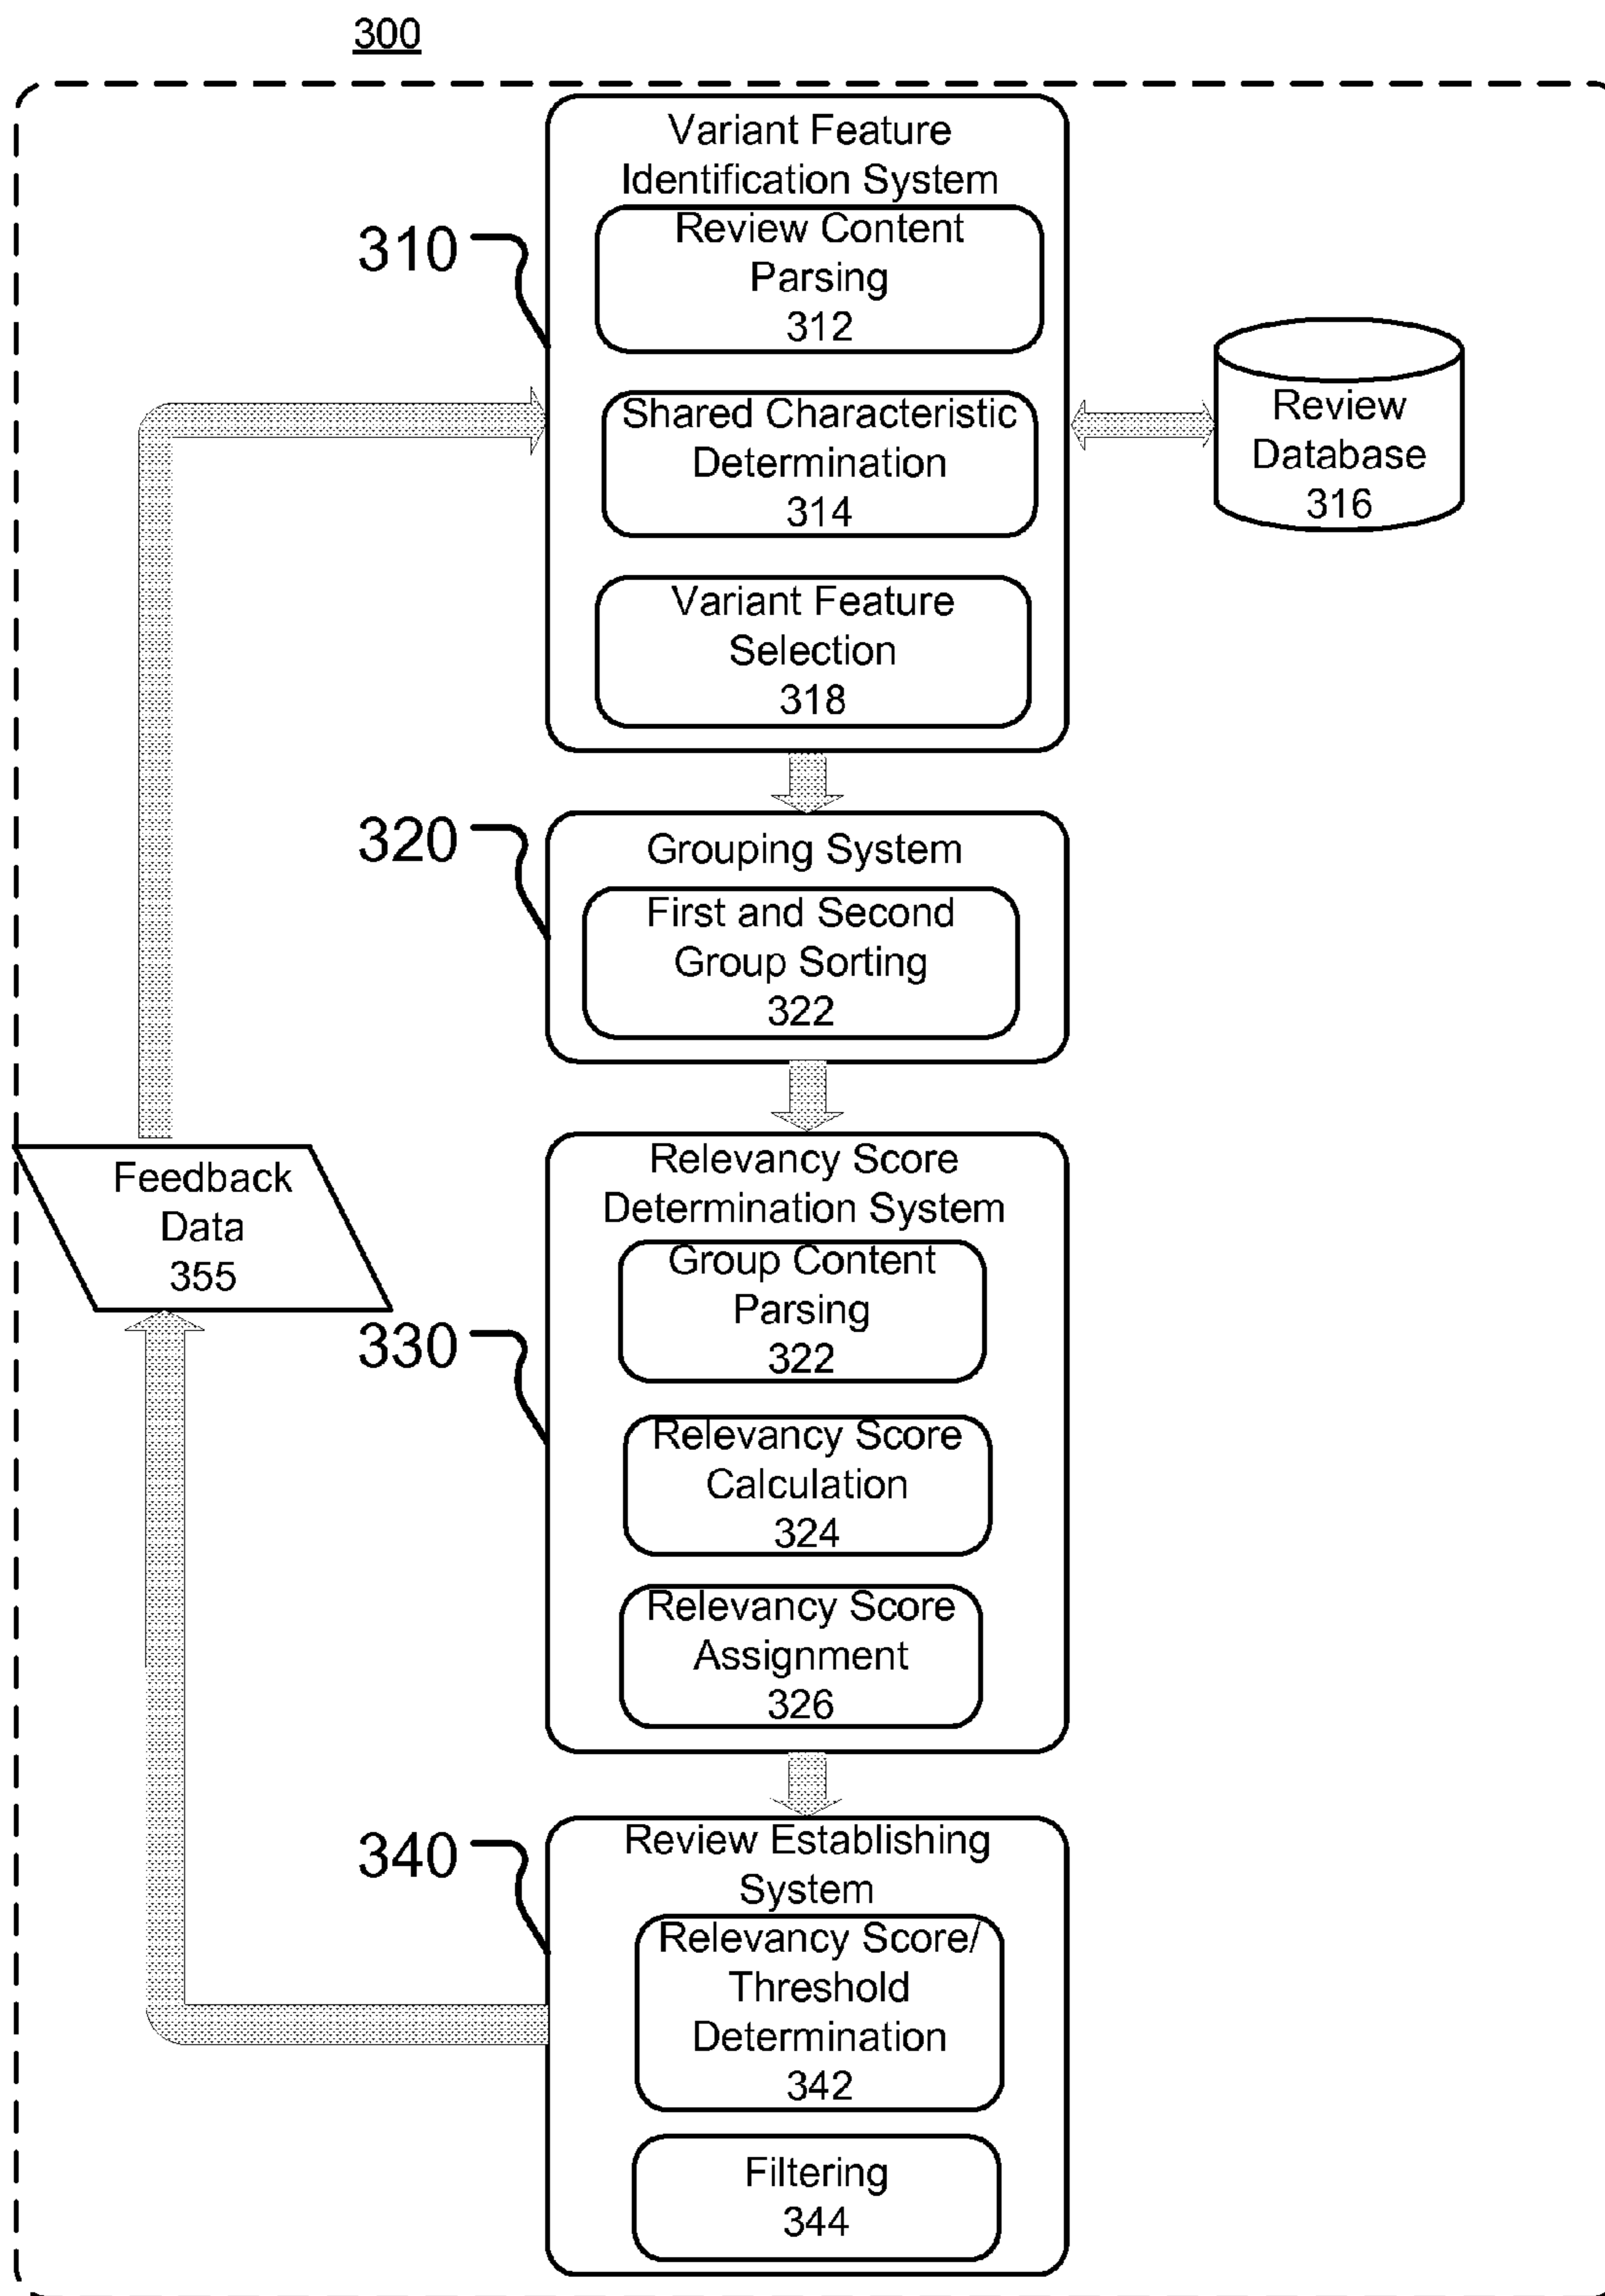 300
Variant Feature
Identification System
310
Review Content
Parsing
312
Shared Characteristic
Determination
314
Review
Database
316
Variant Feature
Selection
318
320
Grouping System
First and Second
Group Sorting
322
Feedback
Data
355
330
Relevancy Score
Determination System
Group Content
Parsing
322
Relevancy Score
Calculation
324
Relevancy Score
Assignment
326
340
Review Establishing
System
Relevancy Score/
Threshold
Determination
342
Filtering
344